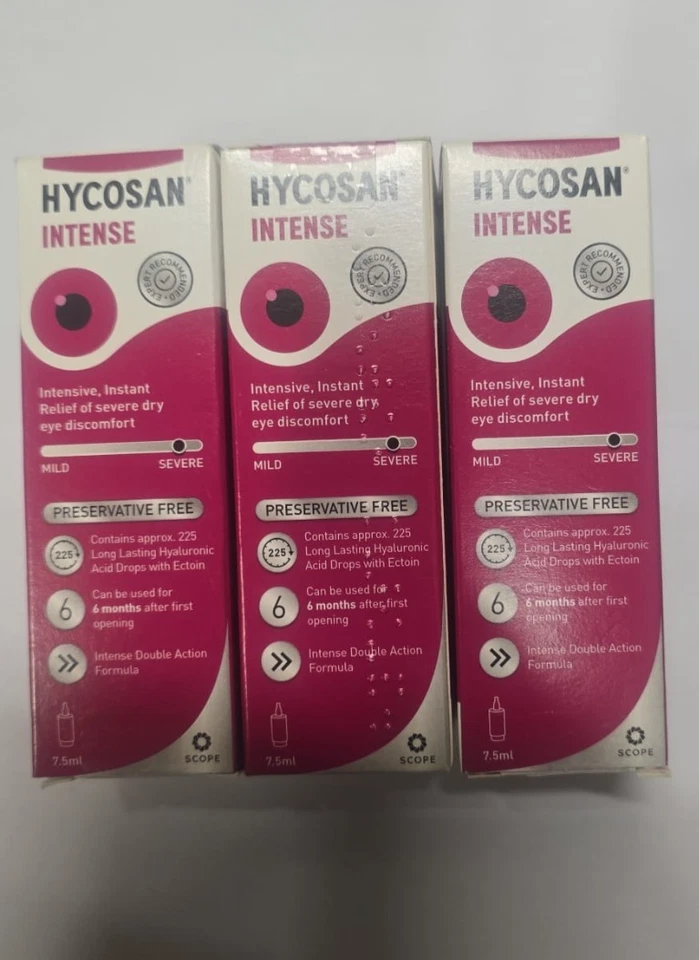 HYCOSAN®
INTENSE
EXPERT RECOMMENDED
Intensive, Instant
Relief of severe dry
eye discomfort
MILD SEVERE
PRESERVATIVE FREE
225
Contains approx. 225
Long Lasting Hyaluronic
Acid Drops with Ectoin
6
Can be used for
6 months after first
opening
Intense Double Action
Formula
7.5ml
SCOPE
HYCOSAN®
INTENSE
EXPERT RECOMMENDED
Intensive, Instant
Relief of severe dry
eye discomfort
MILD SEVERE
PRESERVATIVE FREE
225
Contains approx. 225
Long Lasting Hyaluronic
Acid Drops with Ectoin
6
Can be used for
6 months after first
opening
Intense Double Action
Formula
7.5ml
SCOPE
HYCOSAN®
INTENSE
EXPERT RECOMMENDED
Intensive, Instant
Relief of severe dry
eye discomfort
MILD SEVERE
PRESERVATIVE FREE
225
Contains approx. 225
Long Lasting Hyaluronic
Acid Drops with Ectoin
6
Can be used for
6 months after first
opening
Intense Double Action
Formula
7.5ml
SCOPE